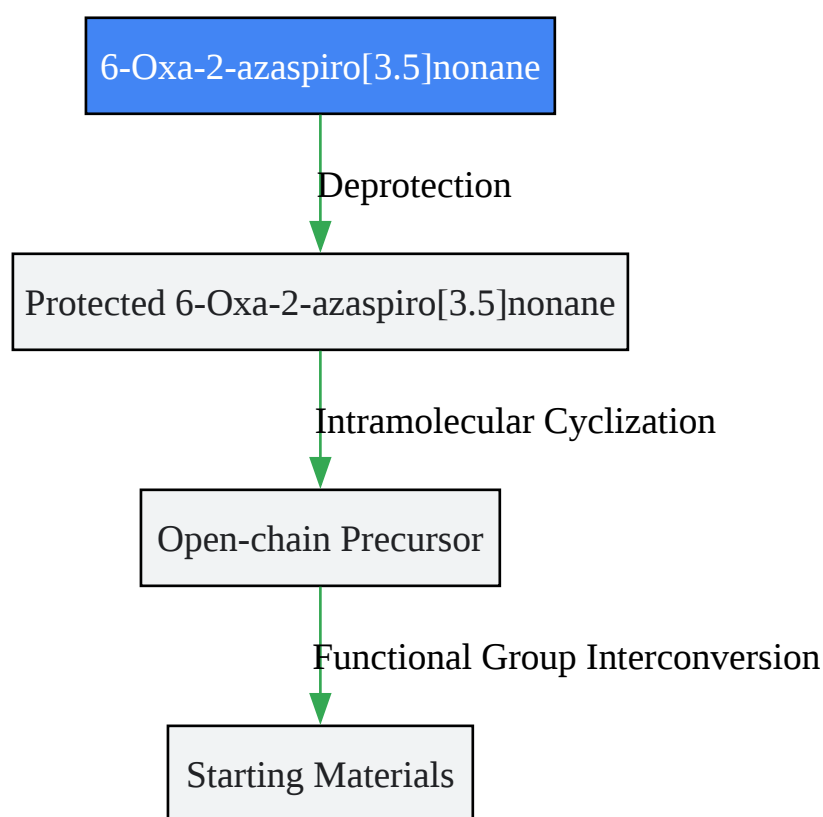 6-Oxa-2-azaspiro[3.5]nonane
Deprotection
Protected 6-Oxa-2-azaspiro[3.5]nonane
Intramolecular Cyclization
Open-chain Precursor
Functional Group Interconversion
Starting Materials